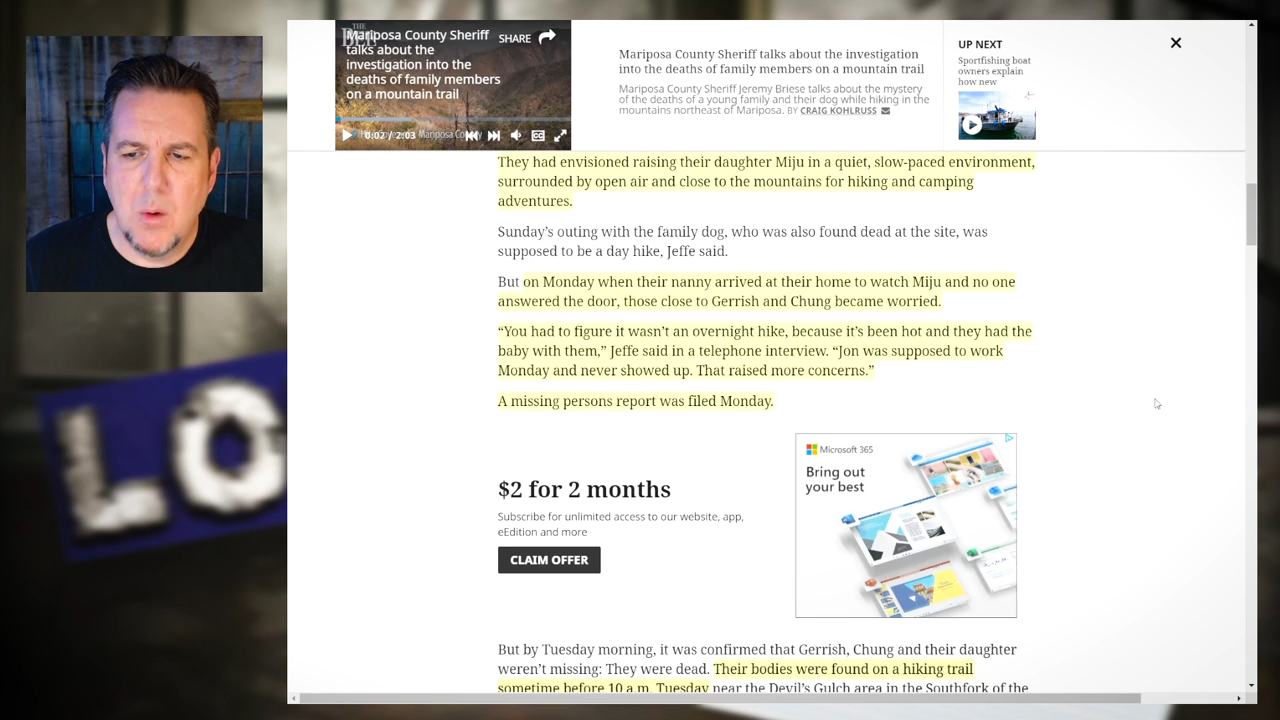 Mariposa County Sheriff
talks about the
investigation into the
deaths of family members
on a mountain trail
SHARE
0:02 / 2:03
Mariposa County
Mariposa County Sheriff talks about the investigation
into the deaths of family members on a mountain trail
Mariposa County Sheriff Jeremy Briese talks about the mystery
of the deaths of a young family and their dog while hiking in the
mountains northeast of Mariposa. BY CRAIG KOHLRUSS
UP NEXT
Sportfishing boat
owners explain
how new
They had envisioned raising their daughter Miju in a quiet, slow-paced environment,
surrounded by open air and close to the mountains for hiking and camping
adventures.
Sunday’s outing with the family dog, who was also found dead at the site, was
supposed to be a day hike, Jeffe said.
But on Monday when their nanny arrived at their home to watch Miju and no one
answered the door, those close to Gerrish and Chung became worried.
“You had to figure it wasn’t an overnight hike, because it’s been hot and they had the
baby with them,” Jeffe said in a telephone interview. “Jon was supposed to work
Monday and never showed up. That raised more concerns.”
A missing persons report was filed Monday.
$2 for 2 months
Subscribe for unlimited access to our website, app,
eEdition and more
CLAIM OFFER
Microsoft 365
Bring out
your best
But by Tuesday morning, it was confirmed that Gerrish, Chung and their daughter
weren’t missing: They were dead. Their bodies were found on a hiking trail
sometime before 10 a.m. Tuesday near the Devil’s Gulch area in the Southfork of the
LO